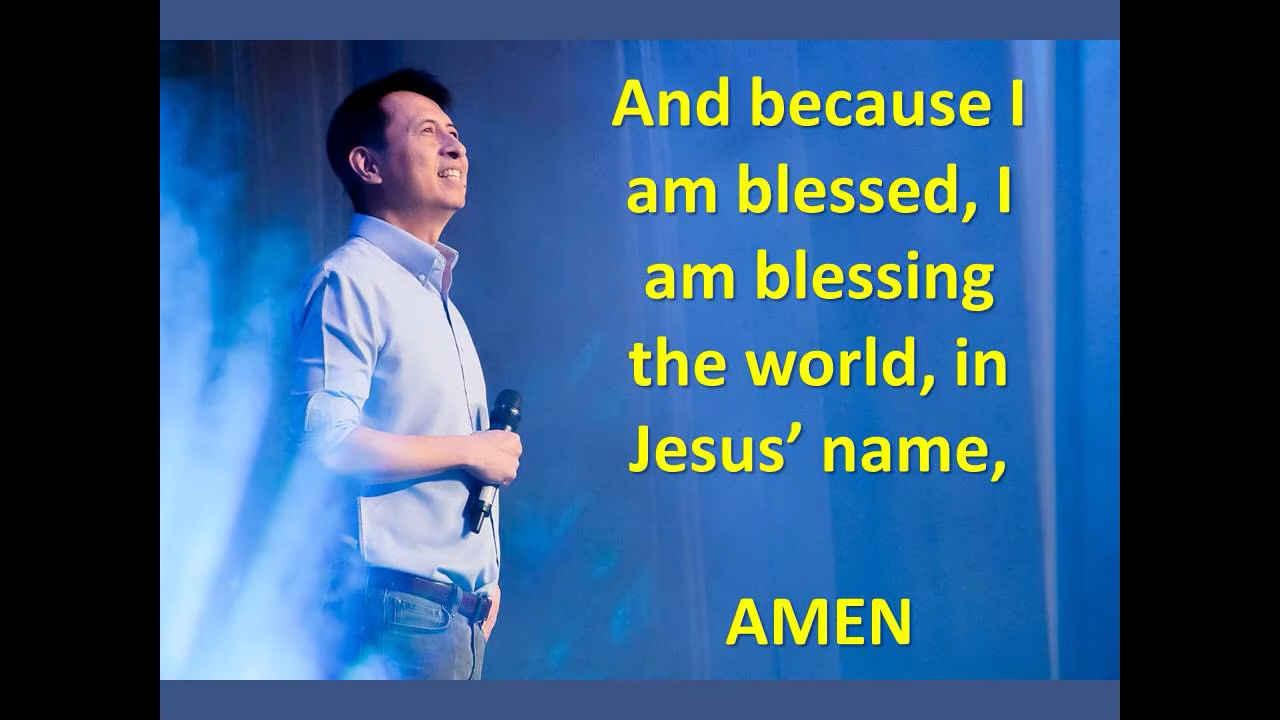 And because I
am blessed, I
am blessing
the world, in
Jesus’ name,
AMEN